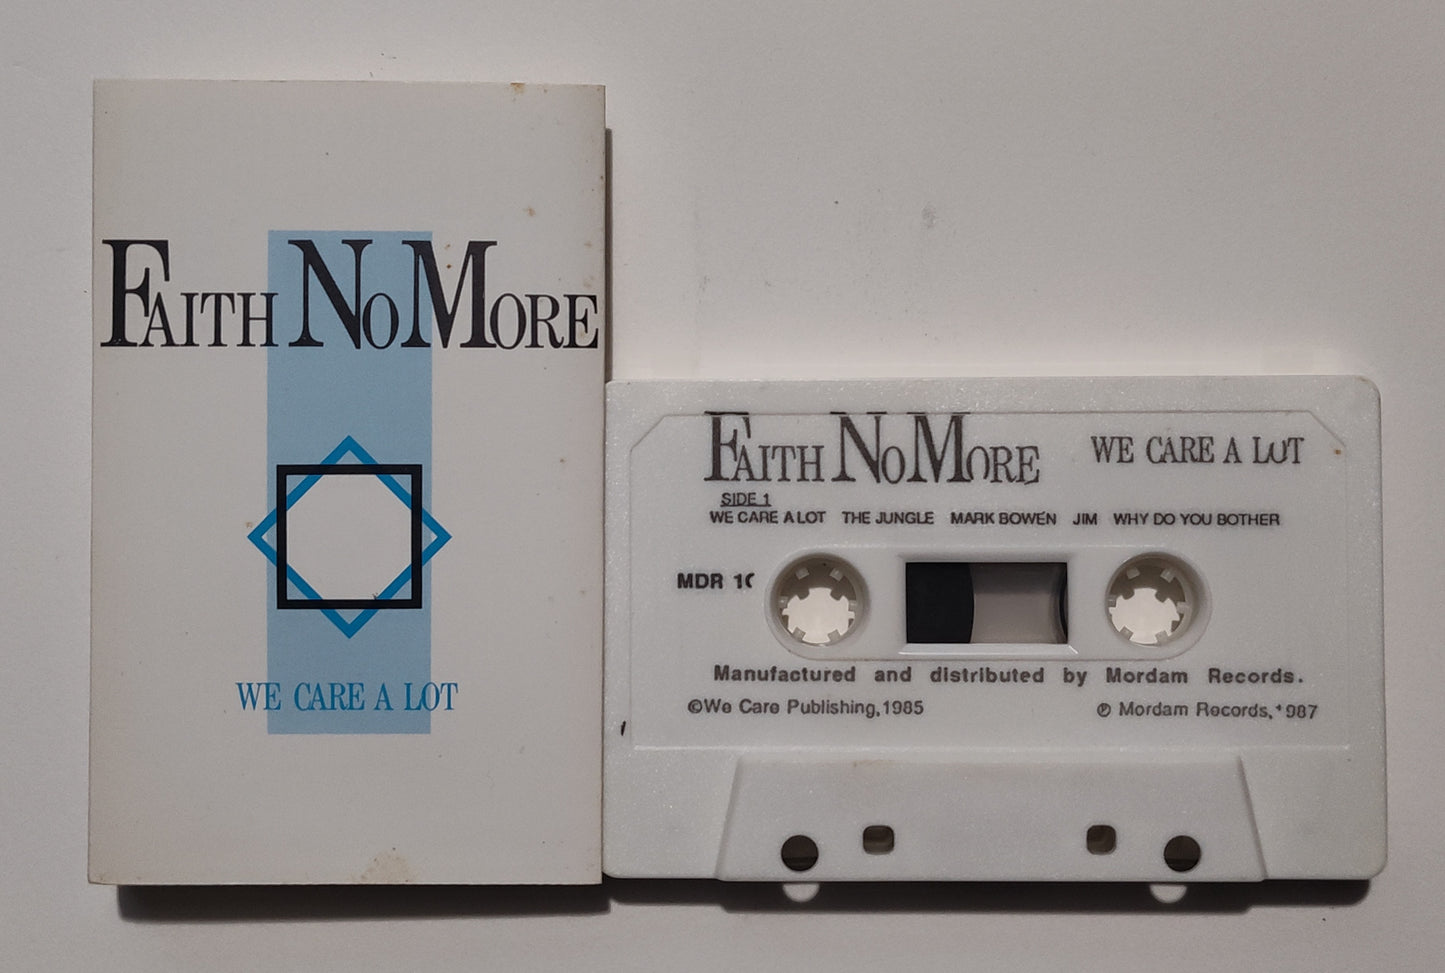 FAITH NO MORE
WE CARE A LOT
FAITH NO MORE WE CARE A LOT
SIDE 1
WE CARE A LOT THE JUNGLE MARK BOWEN JIM WHY DO YOU BOTHER
MDR
Manufactured and distributed by Mordam Records.
©We Care Publishing,1985 ℗ Mordam Records,